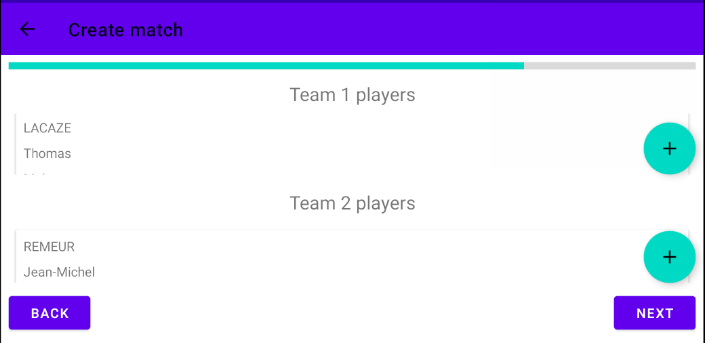 Create match
Team 1 players
LACAZE
Thomas
+
Team 2 players
REMEUR
Jean-Michel
+
BACK
NEXT